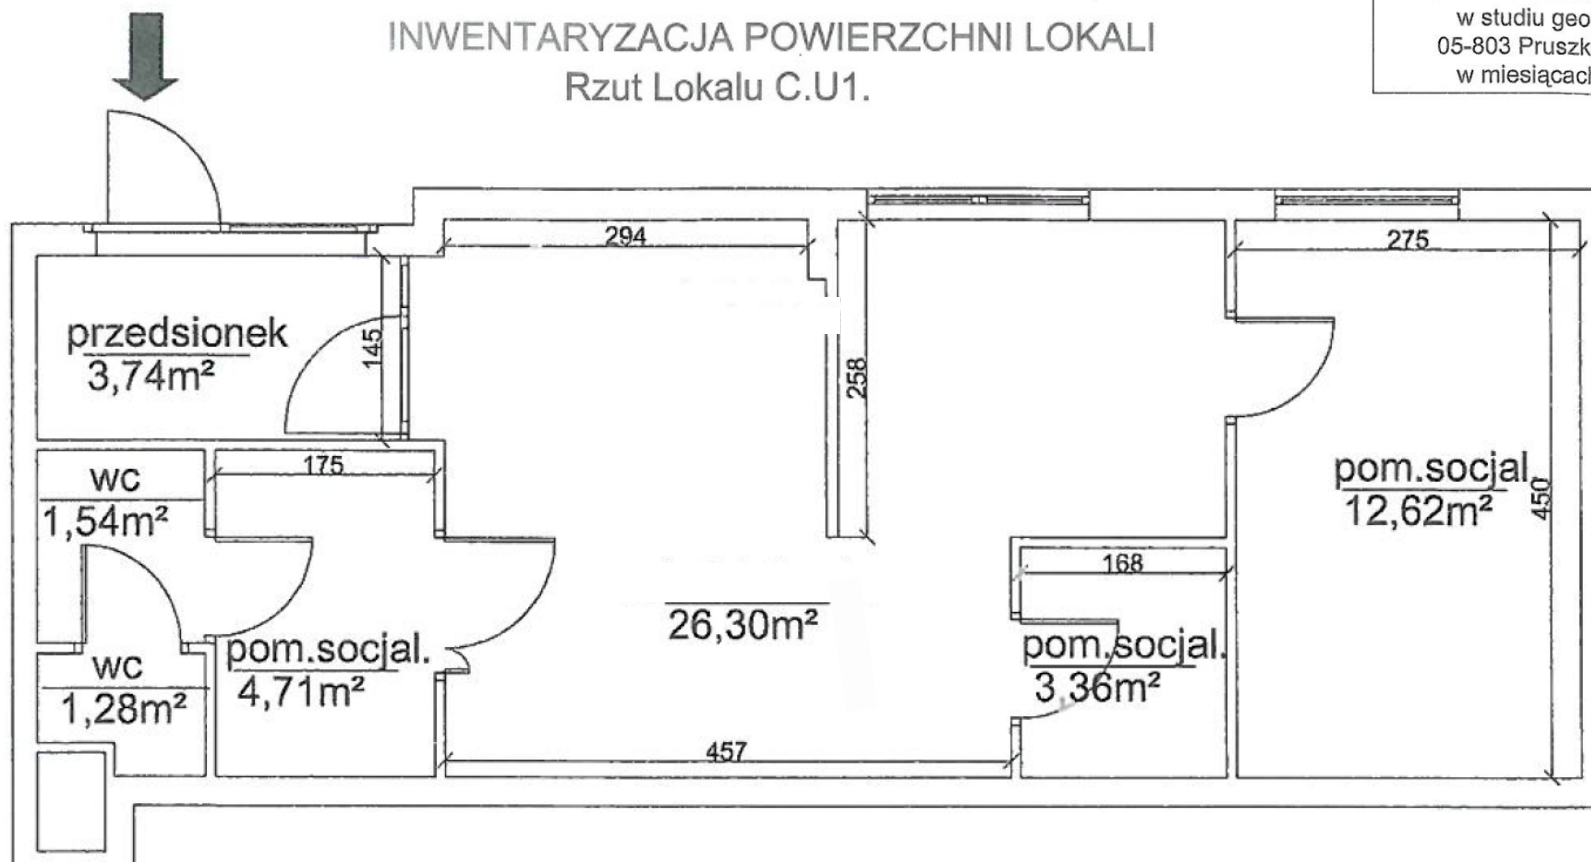 INWENTARYZACJA POWIERZCHNI LOKALI
Rzut Lokalu C.U1.
w studiu geo
05-803 Pruszk
w miesiącach
294
275
przedsionek
3,74m²
145
258
175
wc
1,54m²
pom.socjal.
12,62m²
450
168
26,30m²
pom.socjal.
3,36m²
wc
1,28m²
pom.socjal.
4,71m²
457